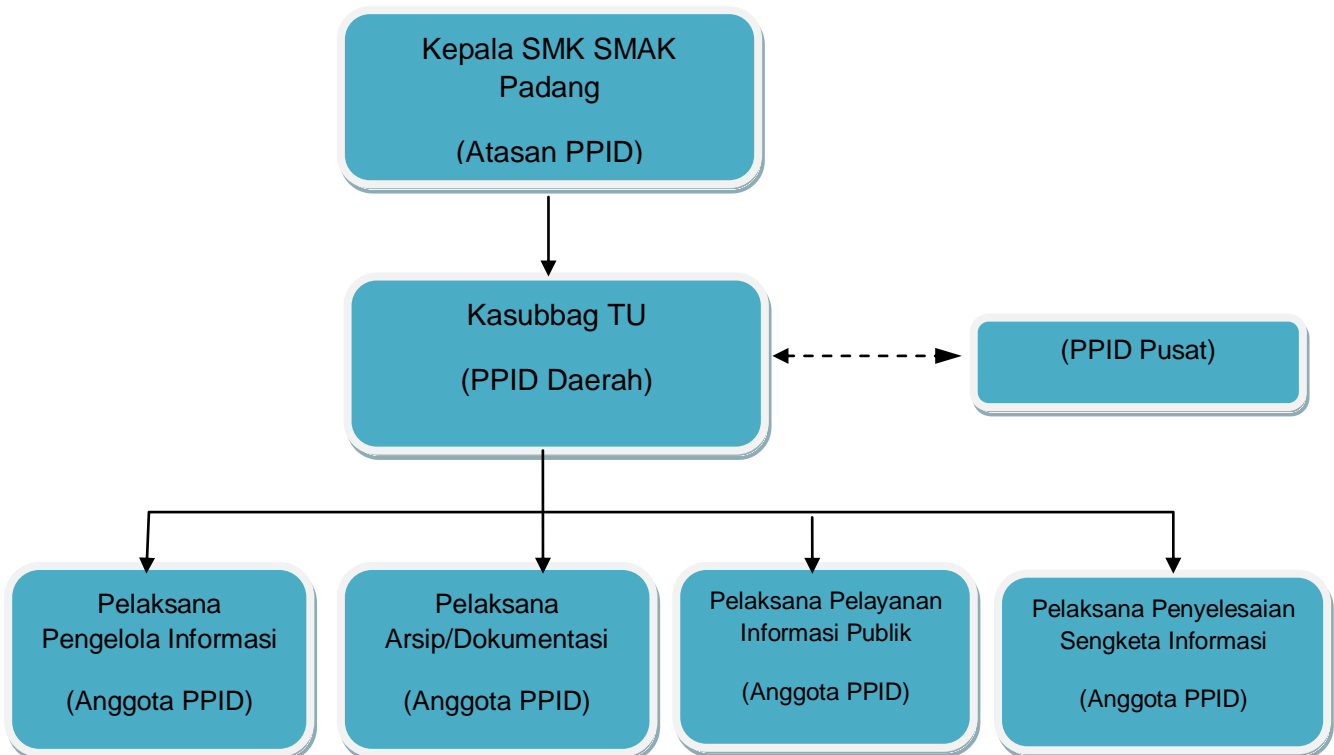 Kepala SMK SMAK
Padang
(Atasan PPID)
Kasubbag TU
(PPID Daerah)
(PPID Pusat)
Pelaksana
Pengelola Informasi
(Anggota PPID)
Pelaksana
Arsip/Dokumentasi
(Anggota PPID)
Pelaksana Pelayanan
Informasi Publik
(Anggota PPID)
Pelaksana Penyelesaian
Sengketa Informasi
(Anggota PPID)